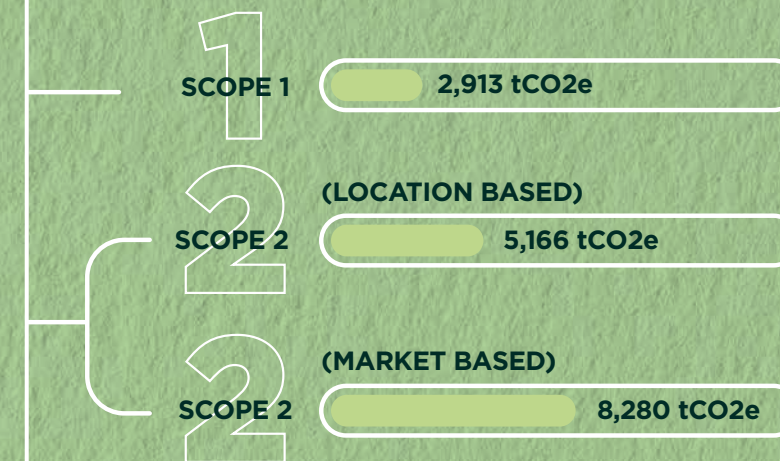 1
SCOPE 1
2,913 tCO2e
2
(LOCATION BASED)
SCOPE 2
5,166 tCO2e
2
(MARKET BASED)
SCOPE 2
8,280 tCO2e